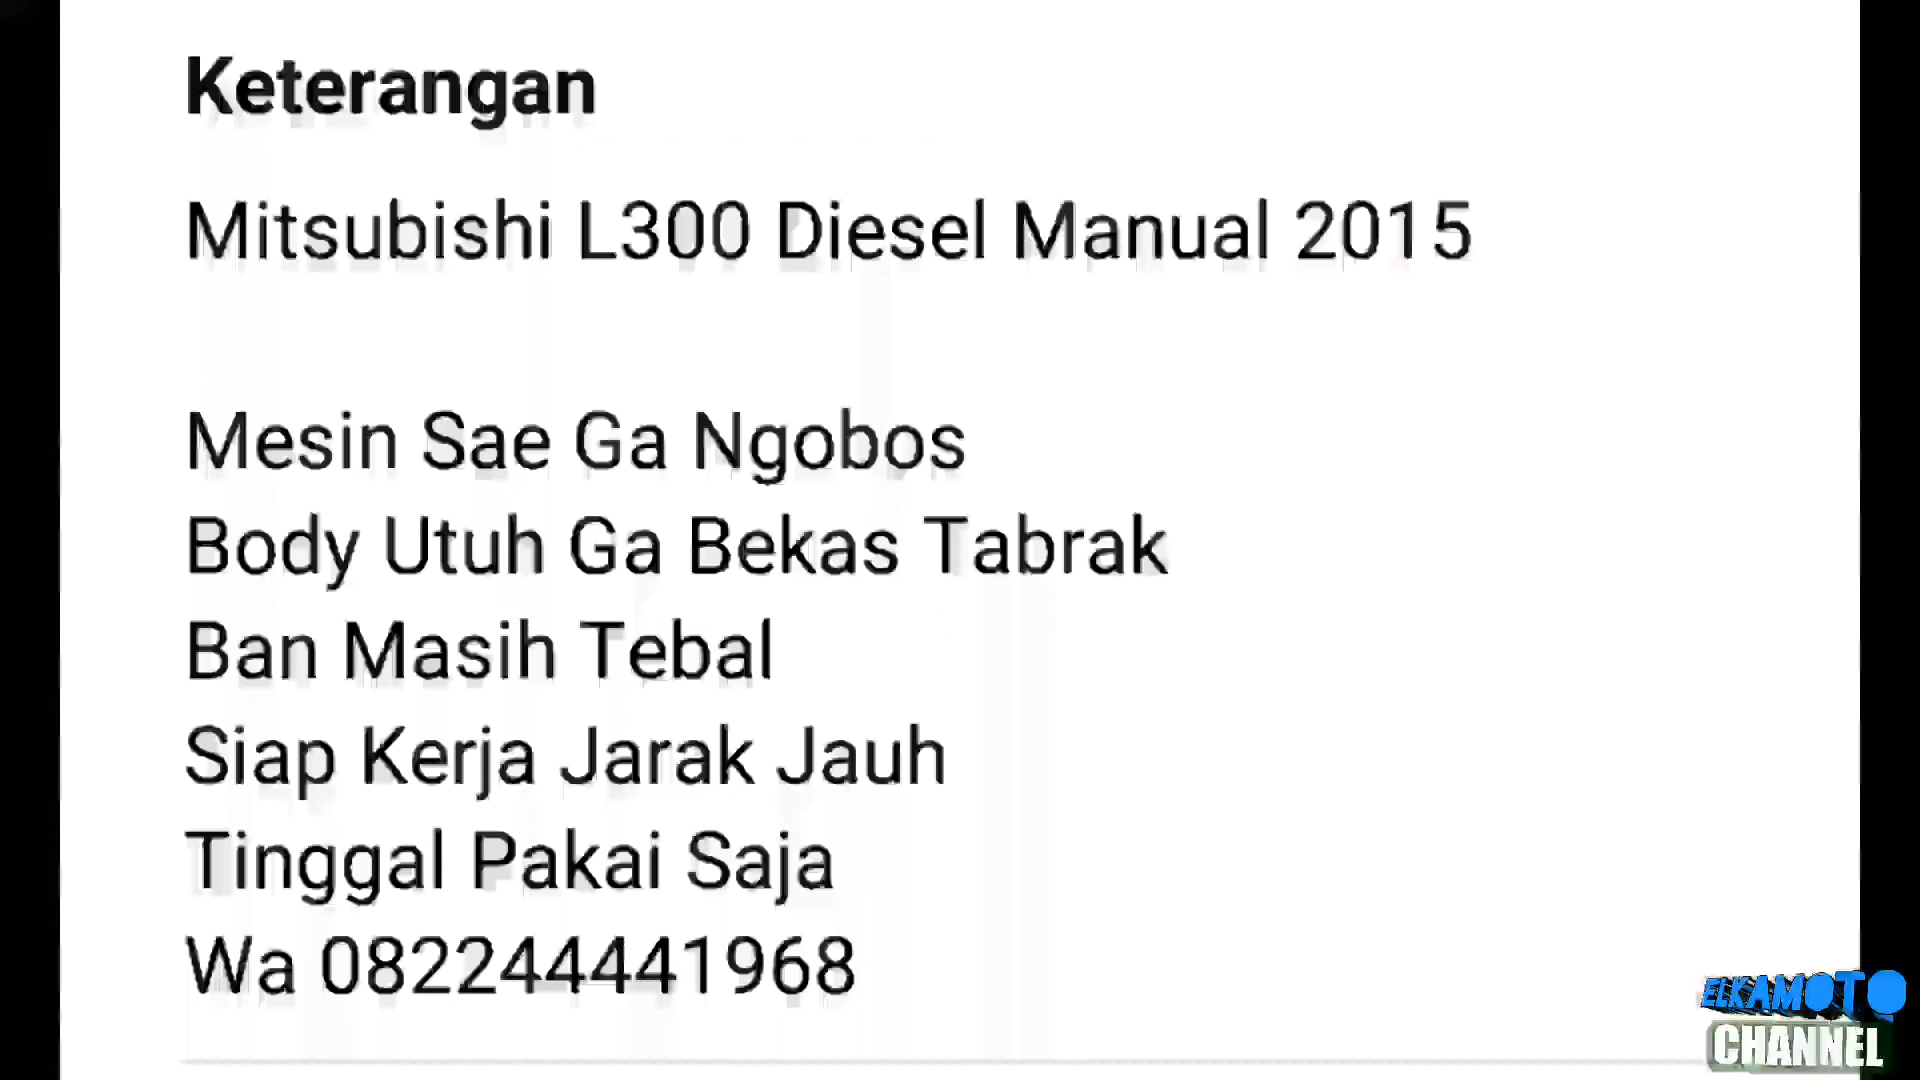 Keterangan
Mitsubishi L300 Diesel Manual 2015
Mesin Sae Ga Ngobos
Body Utuh Ga Bekas Tabrak
Ban Masih Tebal
Siap Kerja Jarak Jauh
Tinggal Pakai Saja
Wa 082244441968
ELKAMOTO
CHANNEL